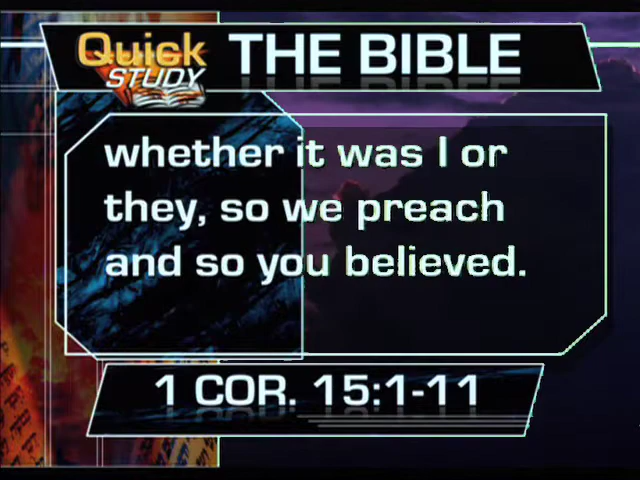 Quick
STUDY
THE BIBLE
whether it was I or
they, so we preach
and so you believed.
1 COR. 15:1-11